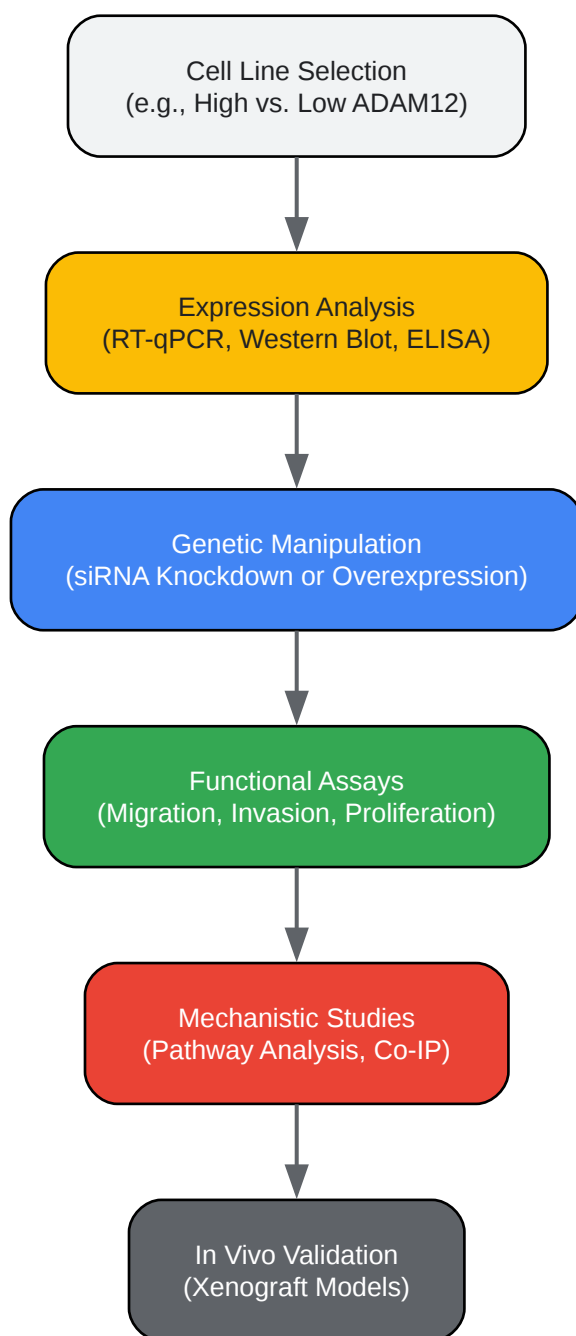 Cell Line Selection
(e.g., High vs. Low ADAM12)
Expression Analysis
(RT-qPCR, Western Blot, ELISA)
Genetic Manipulation
(siRNA Knockdown or Overexpression)
Functional Assays
(Migration, Invasion, Proliferation)
Mechanistic Studies
(Pathway Analysis, Co-IP)
In Vivo Validation
(Xenograft Models)